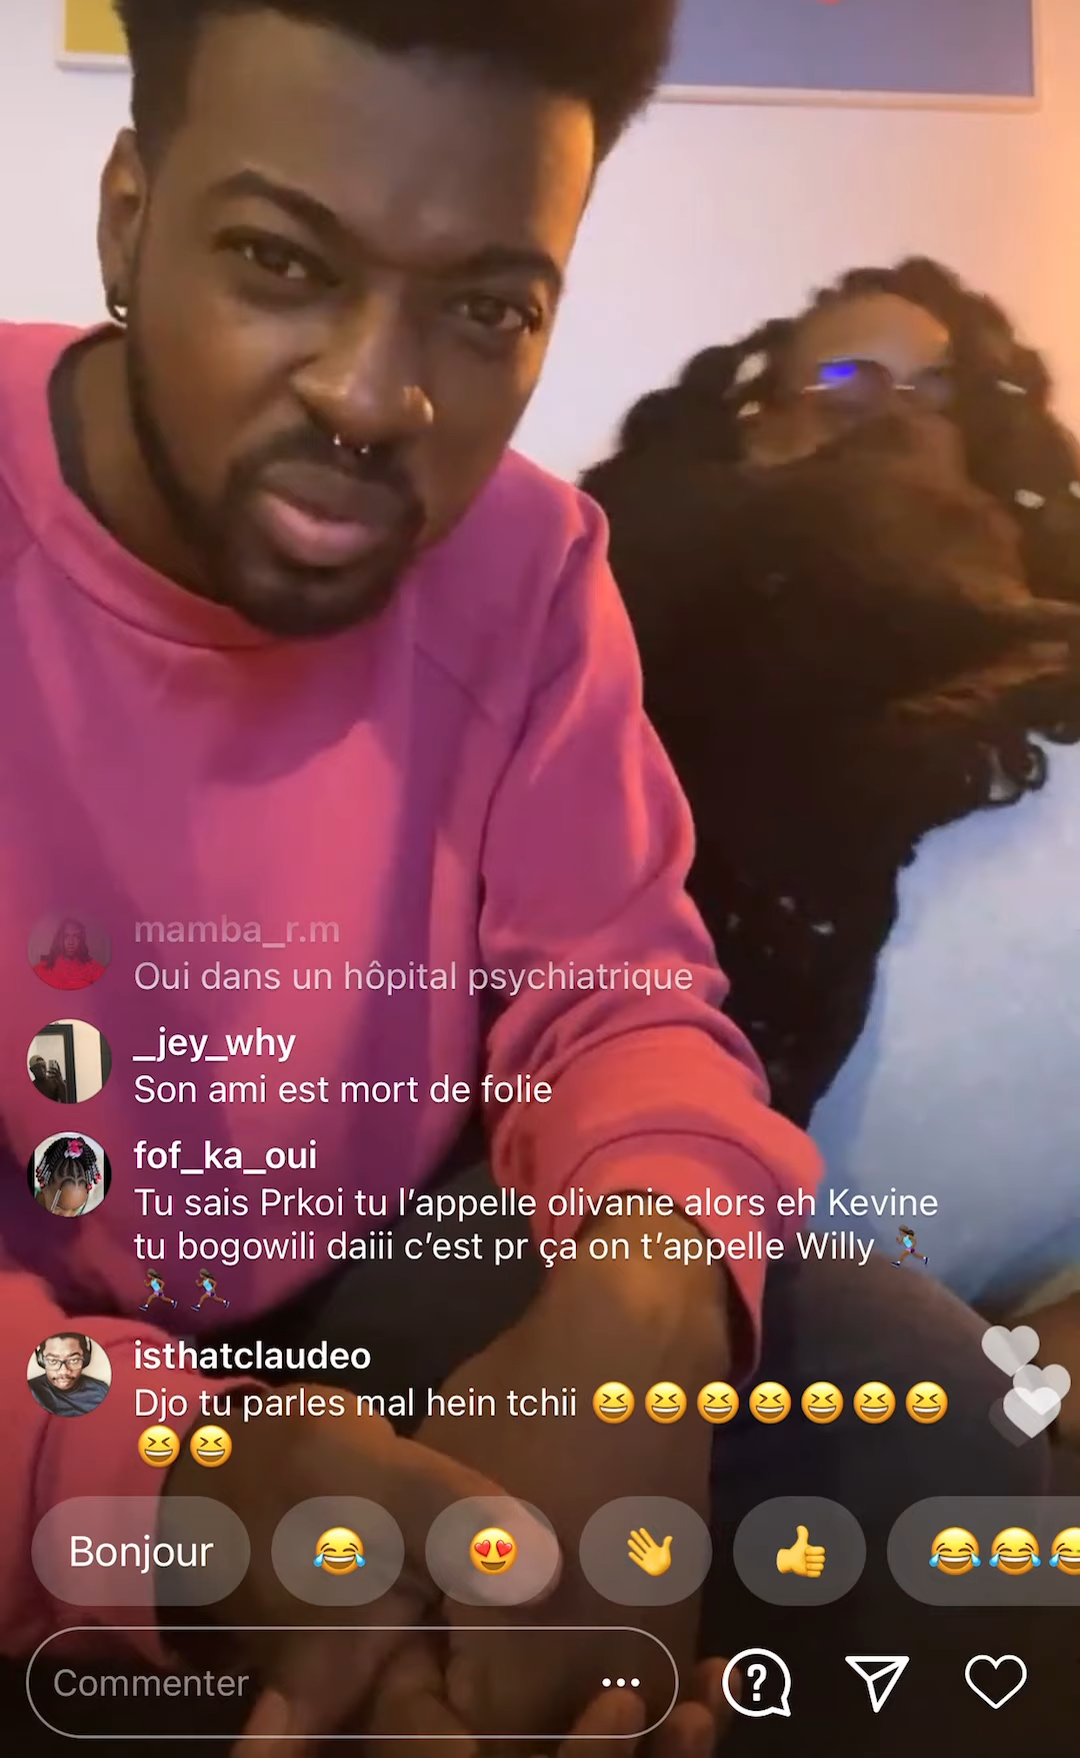 mamba_r.m
Oui dans un hôpital psychiatrique
_jey_why
Son ami est mort de folie
fof_ka_oui
Tu sais Prkoi tu l’appelle olivanie alors eh Kevine
tu bogowili daiii c’est pr ça on t’appelle Willy 🏃🏾‍♀️
🏃🏾‍♀️🏃🏾‍♀️
isthatclaudeo
Djo tu parles mal hein tchii 😆😆😆😆😆😆😆
😆😆
Bonjour 😂 😍 👋 👍 😂😂😂
Commenter